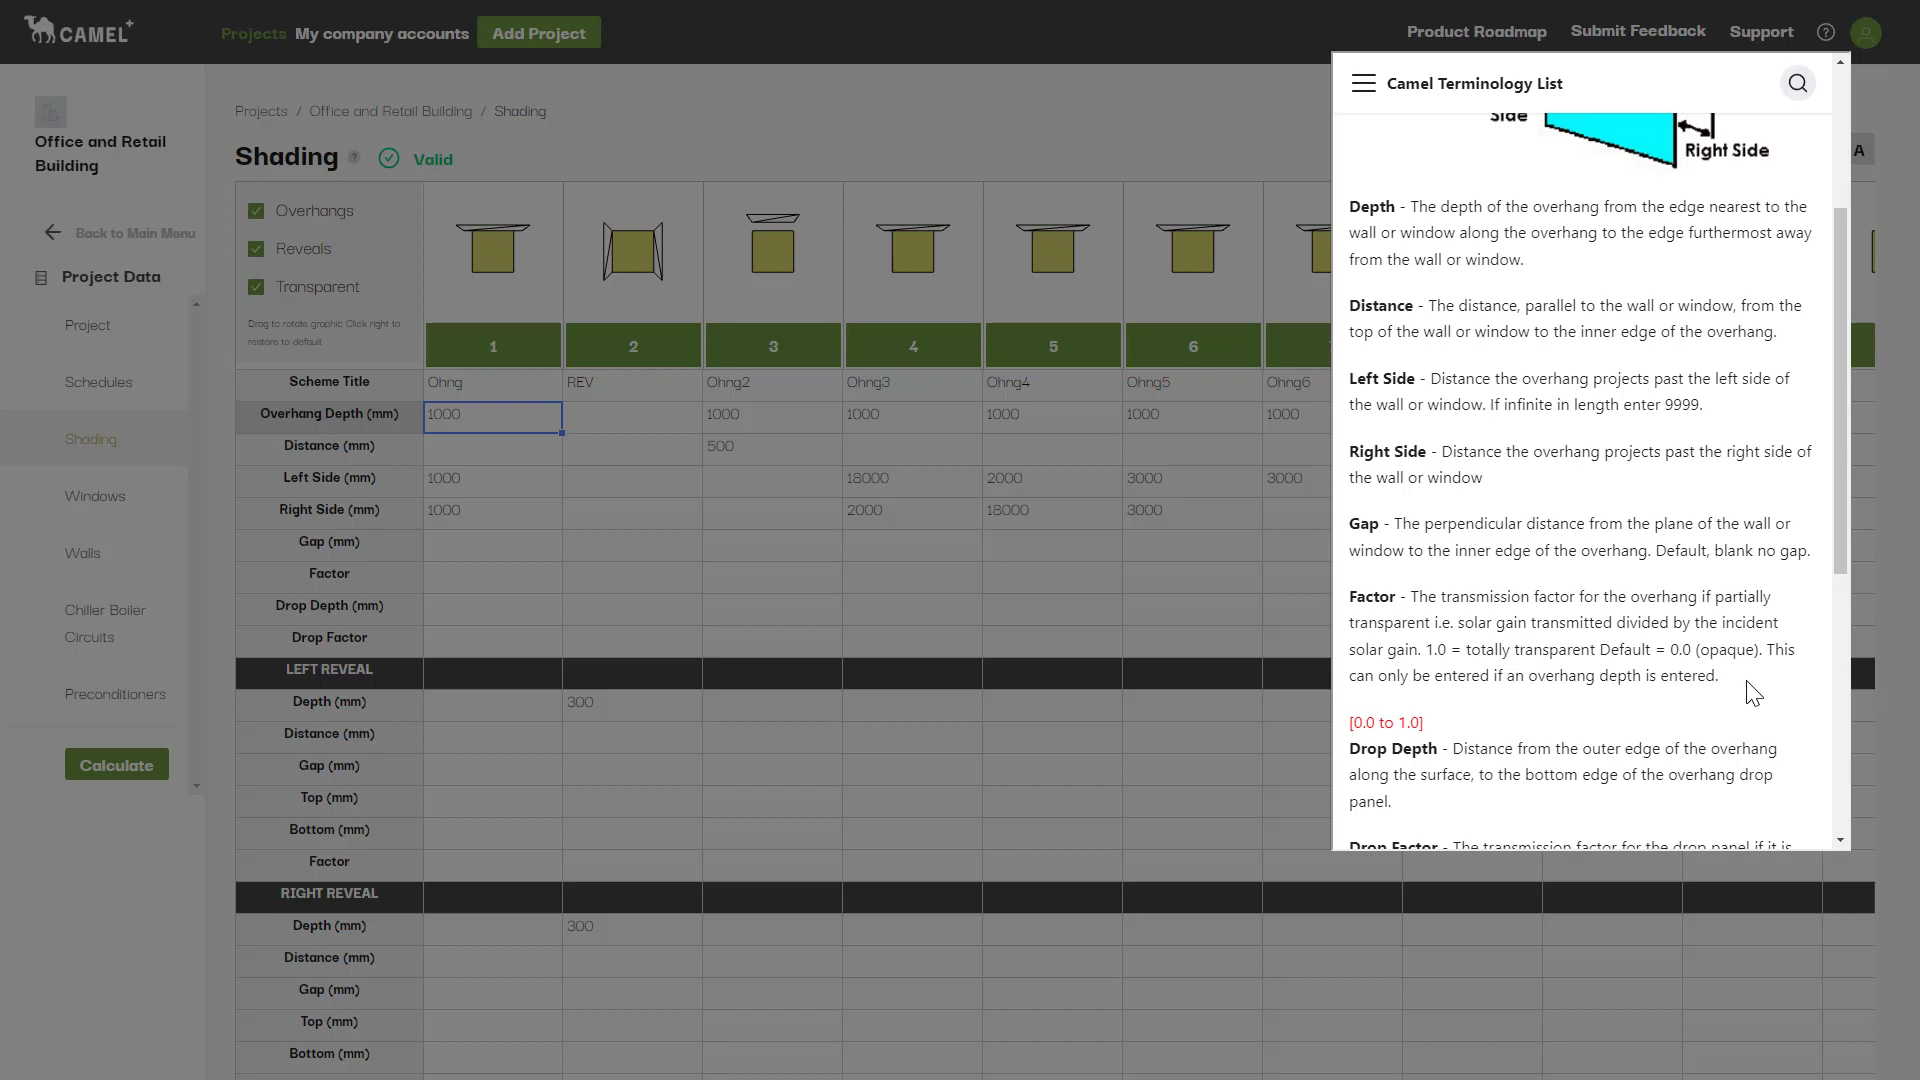 CAMEL+
Projects My company accounts Add Project
Product Roadmap Submit Feedback Support ?
Office and Retail
Building
Back to Main Menu
Project Data
Project
Schedules
Shading
Windows
Walls
Chiller Boiler
Circuits
Preconditioners
Calculate
Projects / Office and Retail Building / Shading
Shading ? Valid
A
Overhangs
Reveals
Transparent
Drag to rotate graphic Click right to
restore to default
1 2 3 4 5 6
Scheme Title Ohng REV Ohng2 Ohng3 Ohng4 Ohng5 Ohng6
Overhang Depth (mm) 1000 1000 1000 1000 1000 1000
Distance (mm) 500
Left Side (mm) 1000 18000 2000 3000 3000
Right Side (mm) 1000 2000 18000 3000
Gap (mm)
Factor
Drop Depth (mm)
Drop Factor
LEFT REVEAL
Depth (mm) 300
Distance (mm)
Gap (mm)
Top (mm)
Bottom (mm)
Factor
RIGHT REVEAL
Depth (mm) 300
Distance (mm)
Gap (mm)
Top (mm)
Bottom (mm)
Camel Terminology List
Side
Right Side
Depth - The depth of the overhang from the edge nearest to the
wall or window along the overhang to the edge furthermost away
from the wall or window.
Distance - The distance, parallel to the wall or window, from the
top of the wall or window to the inner edge of the overhang.
Left Side - Distance the overhang projects past the left side of
the wall or window. If infinite in length enter 9999.
Right Side - Distance the overhang projects past the right side of
the wall or window
Gap - The perpendicular distance from the plane of the wall or
window to the inner edge of the overhang. Default, blank no gap.
Factor - The transmission factor for the overhang if partially
transparent i.e. solar gain transmitted divided by the incident
solar gain. 1.0 = totally transparent Default = 0.0 (opaque). This
can only be entered if an overhang depth is entered.
[0.0 to 1.0]
Drop Depth - Distance from the outer edge of the overhang
along the surface, to the bottom edge of the overhang drop
panel.
Drop Factor - The transmission factor for the drop panel if it is